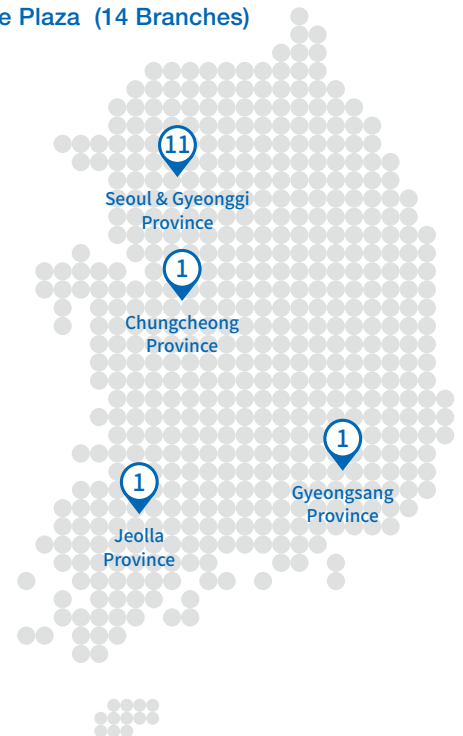 e Plaza (14 Branches)
11
Seoul & Gyeonggi
Province
1
Chungcheong
Province
1
Gyeongsang
Province
1
Jeolla
Province